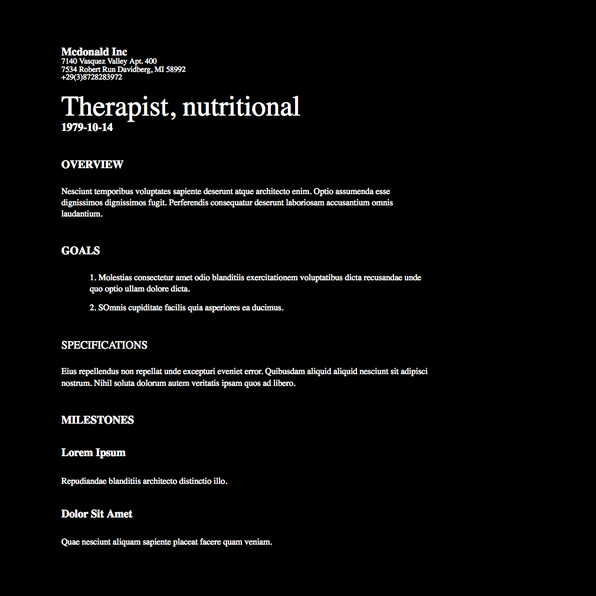 Mcdonald Inc
7140 Vasquez Valley Apt. 400
7534 Robert Run Davidberg, MI 58992
+29(3)8728283972
Therapist, nutritional
1979-10-14
OVERVIEW
Nesciunt temporibus voluptates sapiente deserunt atque architecto enim. Optio assumenda esse
dignissimos dignissimos fugit. Perferendis consequatur deserunt laboriosam accusantium omnis
laudantium.
GOALS
1. Molestias consectetur amet odio blanditiis exercitationem voluptatibus dicta recusandae unde
quo optio ullam dolore dicta.
2. SOmnis cupiditate facilis quia asperiores ea ducimus.
SPECIFICATIONS
Eius repellendus non repellat unde excepturi eveniet error. Quibusdam aliquid aliquid nesciunt sit adipisci
nostrum. Nihil soluta dolorum autem veritatis ipsam quos ad libero.
MILESTONES
Lorem Ipsum
Repudiandae blanditiis architecto distinctio illo.
Dolor Sit Amet
Quae nesciunt aliquam sapiente placeat facere quam veniam.